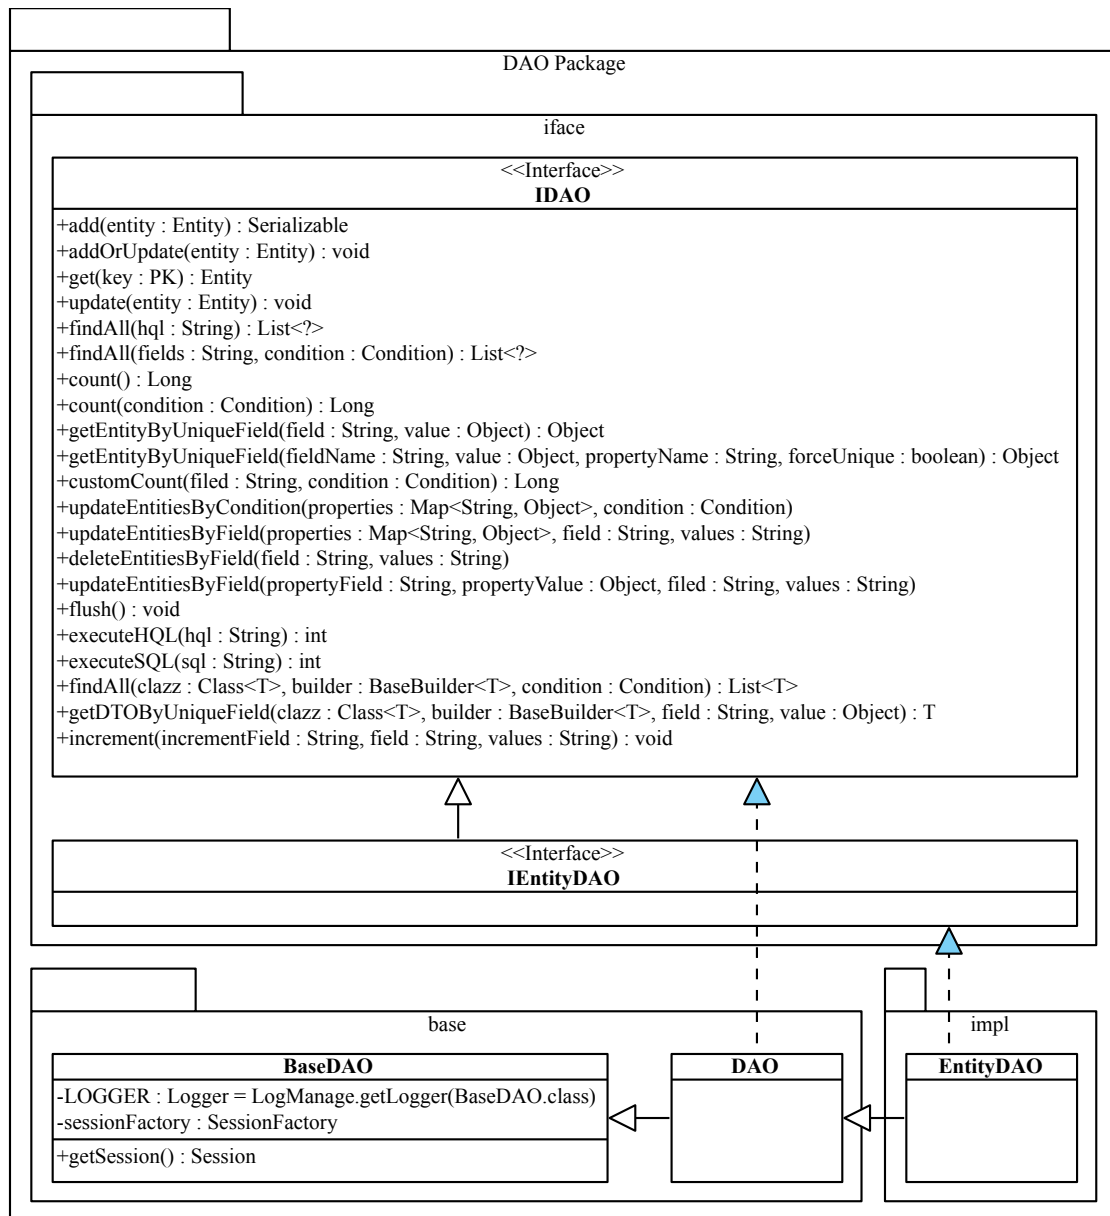 DAO Package
iface
<<Interface>>
IDAO
+add(entity : Entity) : Serializable
+addOrUpdate(entity : Entity) : void
+get(key : PK) : Entity
+update(entity : Entity) : void
+findAll(hql : String) : List<?>
+findAll(fields : String, condition : Condition) : List<?>
+count() : Long
+count(condition : Condition) : Long
+getEntityByUniqueField(field : String, value : Object) : Object
+getEntityByUniqueField(fieldName : String, value : Object, propertyName : String, forceUnique : boolean) : Object
+customCount(filed : String, condition : Condition) : Long
+updateEntitiesByCondition(properties : Map<String, Object>, condition : Condition)
+updateEntitiesByField(properties : Map<String, Object>, field : String, values : String)
+deleteEntitiesByField(field : String, values : String)
+updateEntitiesByField(propertyField : String, propertyValue : Object, filed : String, values : String)
+flush() : void
+executeHQL(hql : String) : int
+executeSQL(sql : String) : int
+findAll(clazz : Class<T>, builder : BaseBuilder<T>, condition : Condition) : List<T>
+getDTOByUniqueField(clazz : Class<T>, builder : BaseBuilder<T>, field : String, value : Object) : T
+increment(incrementField : String, field : String, values : String) : void
<<Interface>>
IEntityDAO
base
BaseDAO
-LOGGER : Logger = LogManage.getLogger(BaseDAO.class)
-sessionFactory : SessionFactory
+getSession() : Session
DAO
impl
EntityDAO